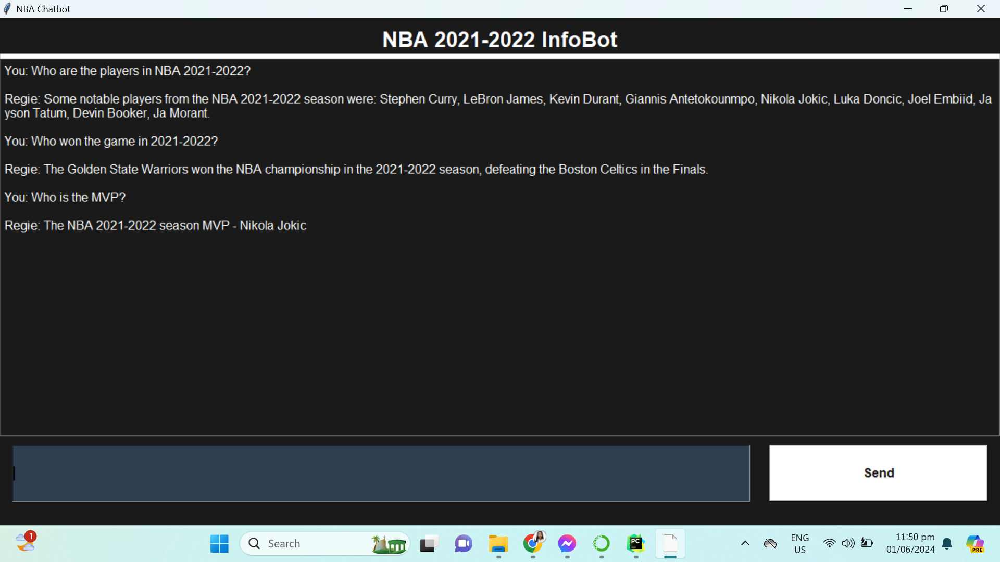 NBA Chatbot
NBA 2021-2022 InfoBot
You: Who are the players in NBA 2021-2022?
Regie: Some notable players from the NBA 2021-2022 season were: Stephen Curry, LeBron James, Kevin Durant, Giannis Antetokounmpo, Nikola Jokic, Luka Doncic, Joel Embiid, Ja
yson Tatum, Devin Booker, Ja Morant.
You: Who won the game in 2021-2022?
Regie: The Golden State Warriors won the NBA championship in the 2021-2022 season, defeating the Boston Celtics in the Finals.
You: Who is the MVP?
Regie: The NBA 2021-2022 season MVP - Nikola Jokic
Send
1
Search
PC
ENG
US
11:50 pm
01/06/2024
PRE